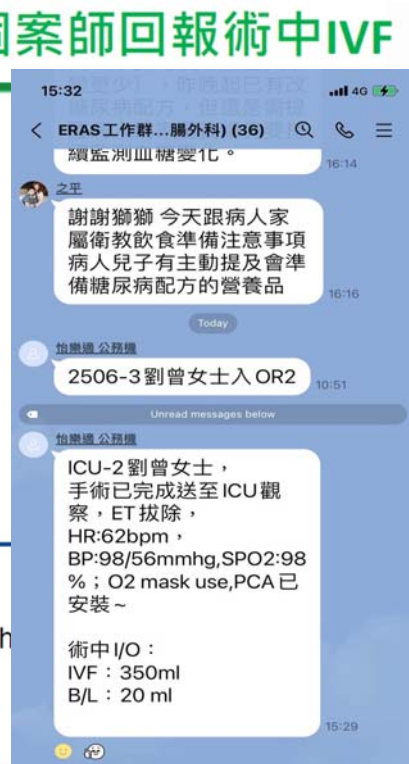 個案師回報術中IVF
15:32
4G
ERAS工作群...腸外科) (36)
續監測血糖變化。
16:14
之平
謝謝獅獅 今天跟病人家
屬衛教飲食準備注意事項
病人兒子有主動提及會準
備糖尿病配方的營養品
16:16
Today
怡樂適 公務機
2506-3劉曾女士入OR2
10:51
Unread messages below
怡樂適 公務機
ICU-2劉曾女士，
手術已完成送至ICU觀
察，ET拔除，
HR:62bpm，
BP:98/56mmhg,SPO2:98
%；O2 mask use,PCA已
安裝~
術中I/O：
IVF：350ml
B/L：20 ml
15:29
h